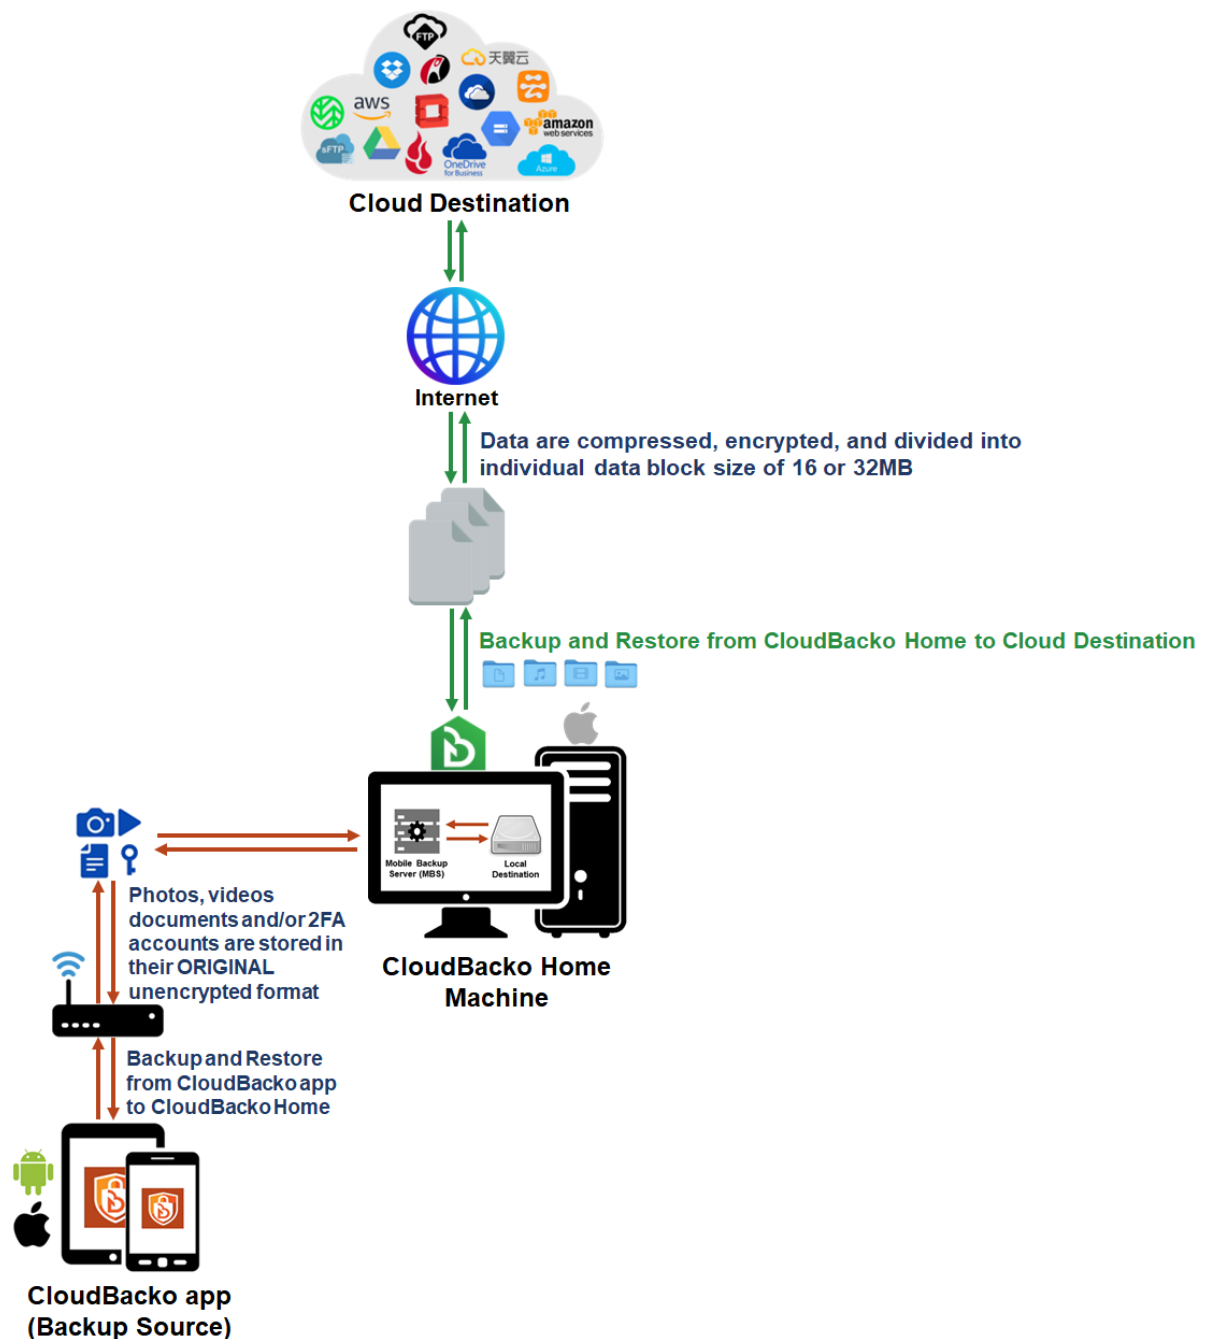 FTP
天翼云
aws
amazon
web services
sFTP
OneDrive
for Business
Azure
Cloud Destination
Internet
Data are compressed, encrypted, and divided into
individual data block size of 16 or 32MB
Backup and Restore from CloudBacko Home to Cloud Destination
Mobile Backup
Server (MBS)
Local
Destination
CloudBacko Home
Machine
Photos, videos
documents and/or 2FA
accounts are stored in
their ORIGINAL
unencrypted format
Backup and Restore
from CloudBacko app
to CloudBacko Home
CloudBacko app
(Backup Source)